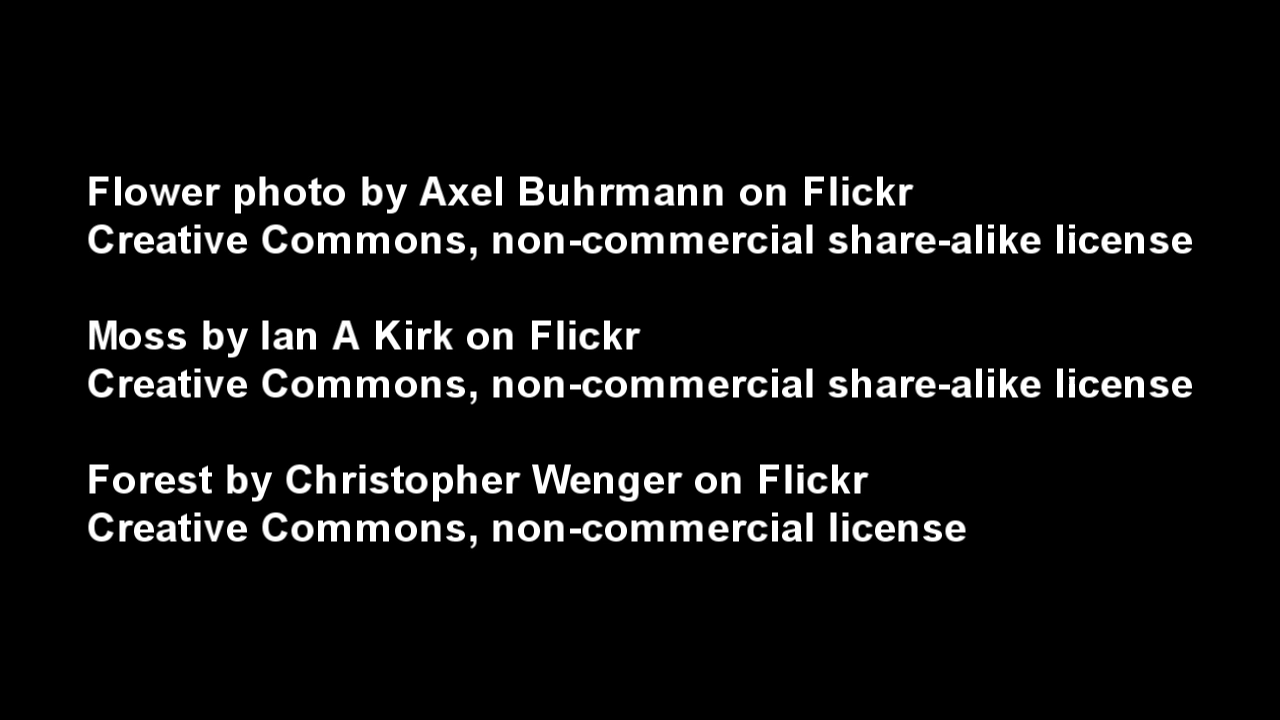 Flower photo by Axel Buhrmann on Flickr
Creative Commons, non-commercial share-alike license
Moss by Ian A Kirk on Flickr
Creative Commons, non-commercial share-alike license
Forest by Christopher Wenger on Flickr
Creative Commons, non-commercial license